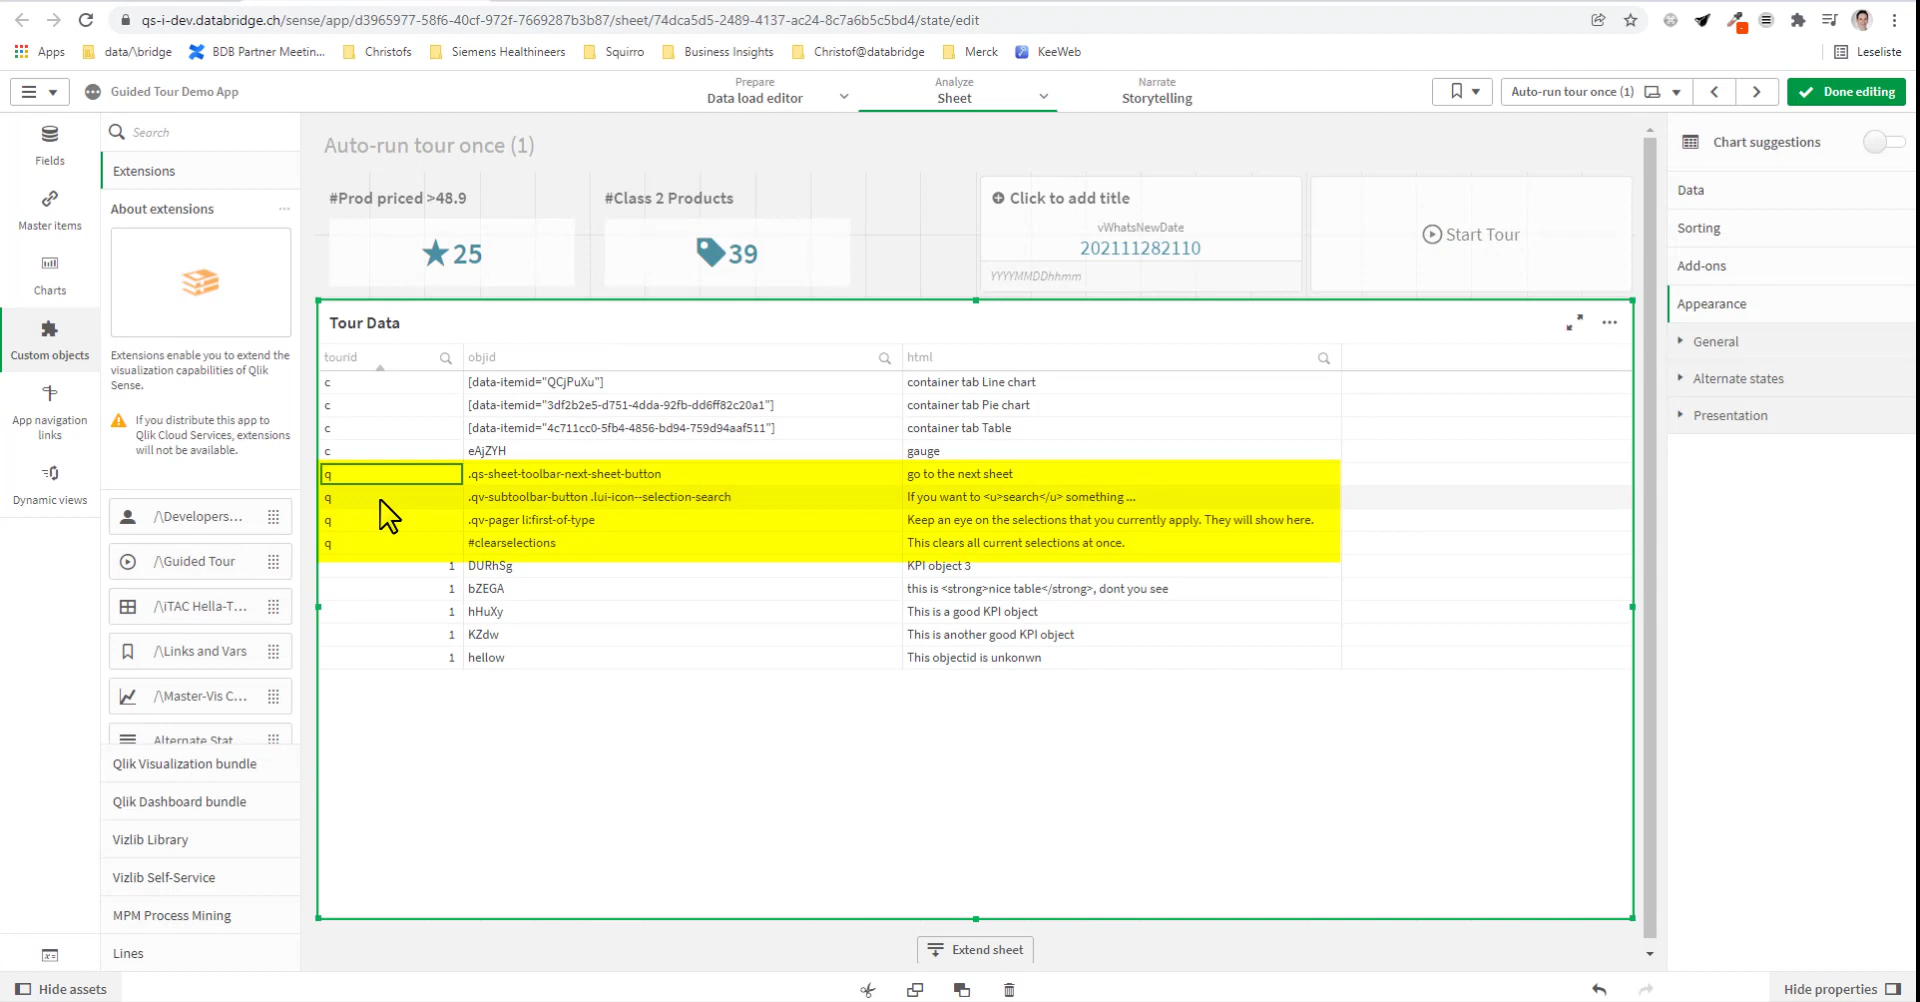 qs-i-dev.databridge.ch/sense/app/d3965977-58f6-40cf-972f-7669287b3b87/sheet/74dca5d5-2489-4137-ac24-8c7a6b5c5bd4/state/edit
Apps data/\bridge BDB Partner Meetin... Christofs Siemens Healthineers Squirro Business Insights Christof@databridge Merck KeeWeb Leseliste
Guided Tour Demo App
Prepare
Data load editor
Analyze
Sheet
Narrate
Storytelling
Auto-run tour once (1)
Done editing
Fields
Master items
Charts
Custom objects
App navigation
links
Dynamic views
Search
Extensions
About extensions
Extensions enable you to extend the
visualization capabilities of Qlik
Sense.
If you distribute this app to
Qlik Cloud Services, extensions
will not be available.
/\Developers...
/\Guided Tour
/\iTAC Hella-T...
/\Links and Vars
/\Master-Vis C...
Alternate Stat
Qlik Visualization bundle
Qlik Dashboard bundle
Vizlib Library
Vizlib Self-Service
MPM Process Mining
Lines
Auto-run tour once (1)
#Prod priced >48.9
25
#Class 2 Products
39
Click to add title
vWhatsNewDate
202111282110
YYYYMMDDhhmm
Start Tour
Tour Data
tourid objid html
c [data-itemid="QCjPuXu"] container tab Line chart
c [data-itemid="3df2b2e5-d751-4dda-92fb-dd6ff82c20a1"] container tab Pie chart
c [data-itemid="4c711cc0-5fb4-4856-bd94-759d94aaf511"] container tab Table
c eAjZYH gauge
q .qs-sheet-toolbar-next-sheet-button go to the next sheet
q .qv-subtoolbar-button .lui-icon--selection-search If you want to <u>search</u> something ...
q .qv-pager li:first-of-type Keep an eye on the selections that you currently apply. They will show here.
q #clearselections This clears all current selections at once.
1 DURhSg KPI object 3
1 bZEGA this is <strong>nice table</strong>, dont you see
1 hHuXy This is a good KPI object
1 KZdw This is another good KPI object
1 hellow This objectid is unkonwn
Extend sheet
Chart suggestions
Data
Sorting
Add-ons
Appearance
General
Alternate states
Presentation
Hide assets
Hide properties